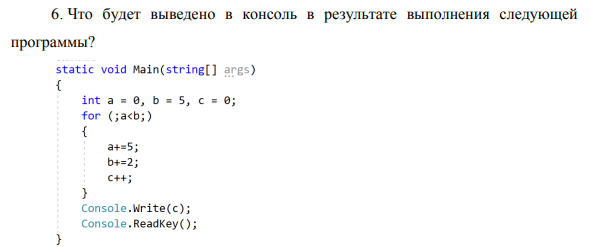 6. Что будет выведено в консоль в результате выполнения следующей
программы?
static void Main(string[] args)
{
int a = 0, b = 5, c = 0;
for (;a<b;)
{
a+=5;
b+=2;
c++;
}
Console.Write(c);
Console.ReadKey();
}